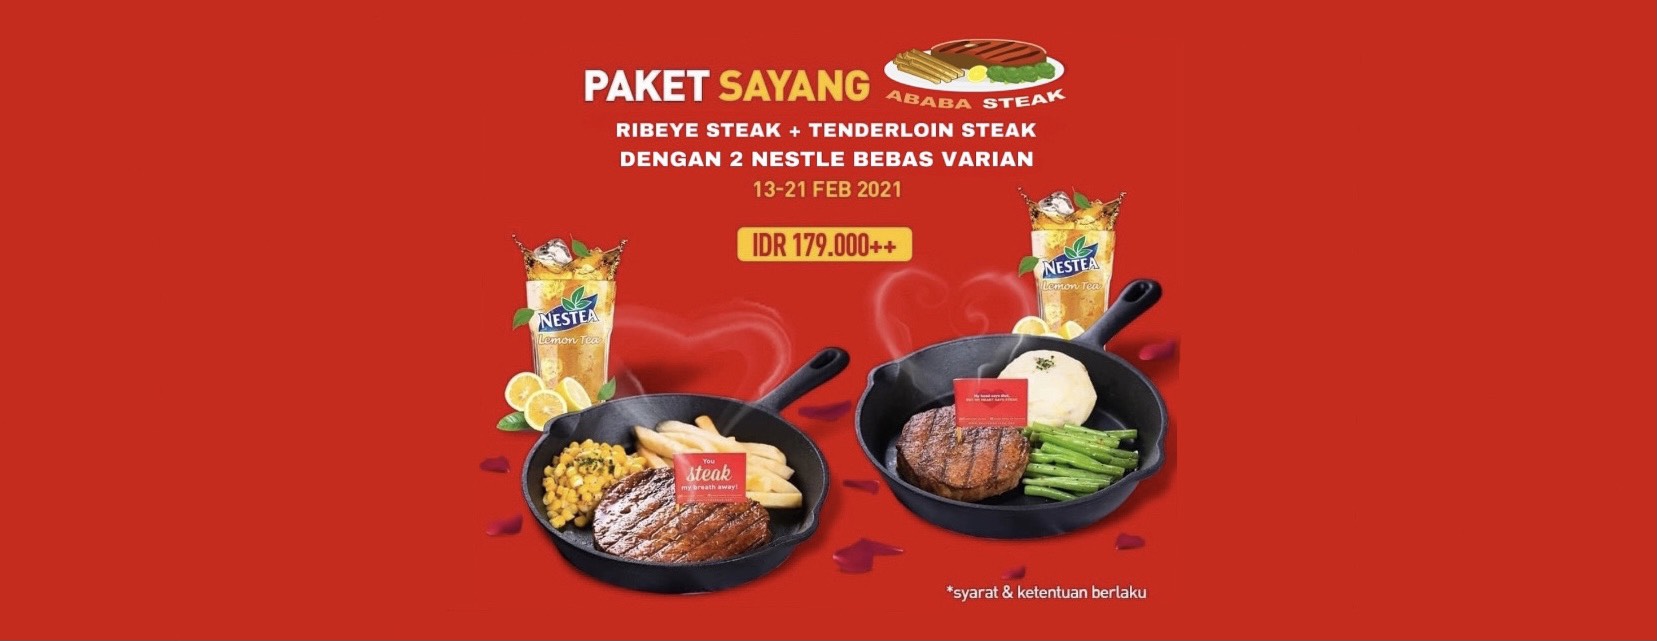 PAKET SAYANG
ABABA STEAK
RIBEYE STEAK + TENDERLOIN STEAK
DENGAN 2 NESTLE BEBAS VARIAN
13-21 FEB 2021
IDR 179.000++
NESTEA
Lemon Tea
NESTEA
Lemon Tea
You
steak
my breath away!
*syarat & ketentuan berlaku